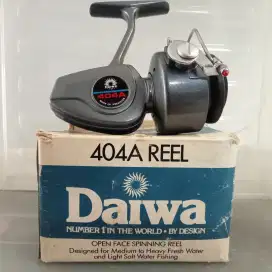 404A
404A REEL
Daiwa
NUMBER 1 IN THE WORLD • BY DESIGN
OPEN FACE SPINNING REEL
Designed for Medium to Heavy Fresh Water
and Light Salt Water Fishing